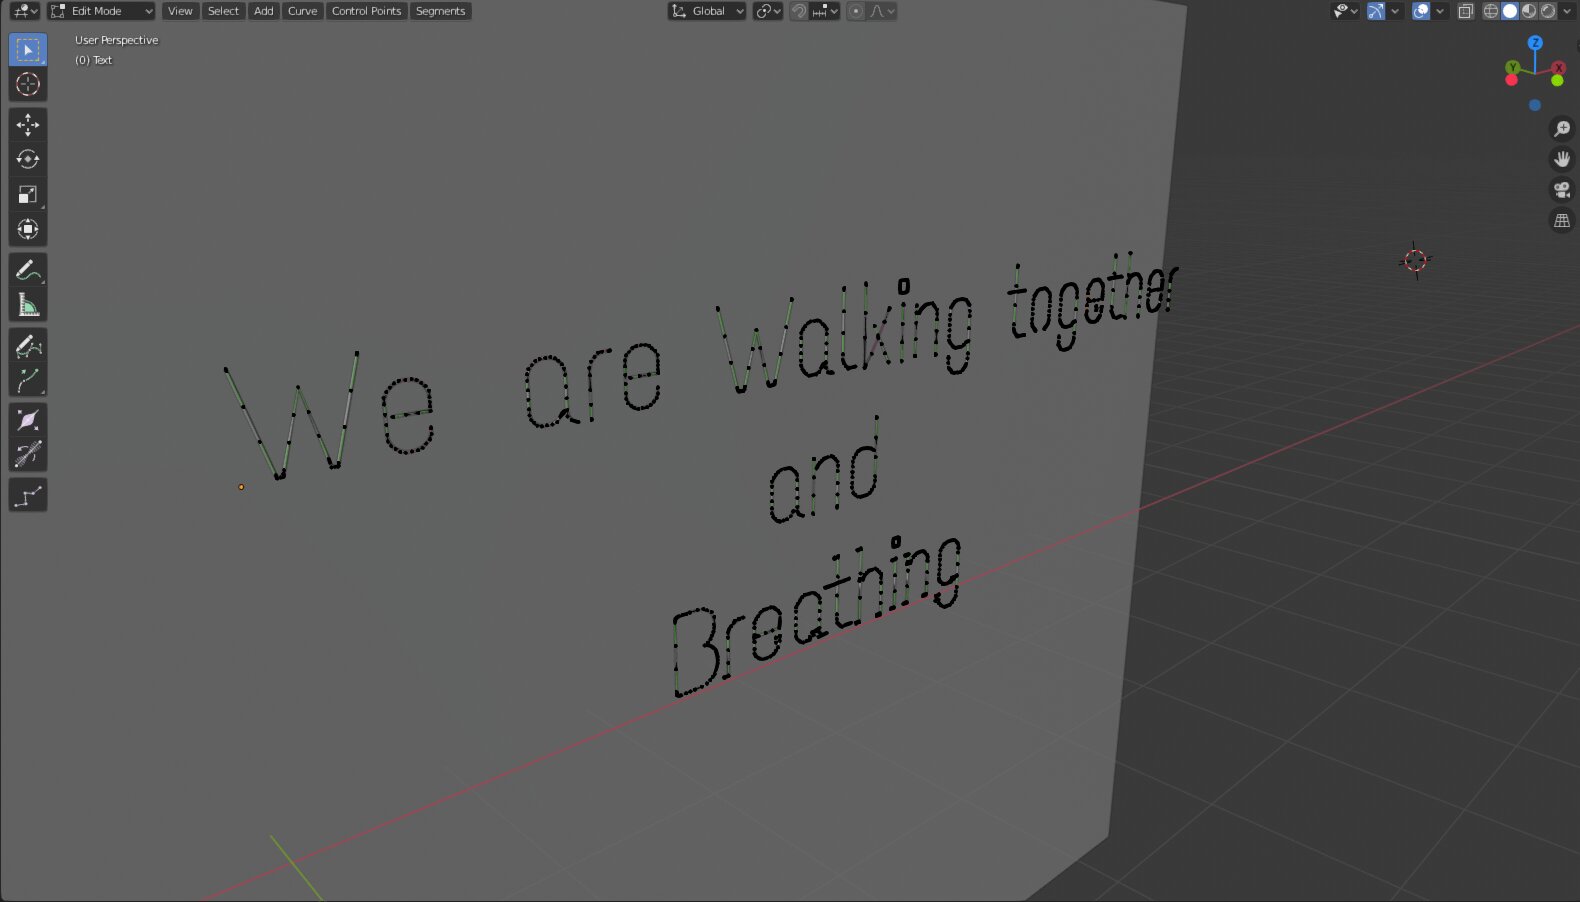 Edit Mode View Select Add Curve Control Points Segments Global
User Perspective
(0) Text
Z
Y X
We are Walking together
and
Breathing